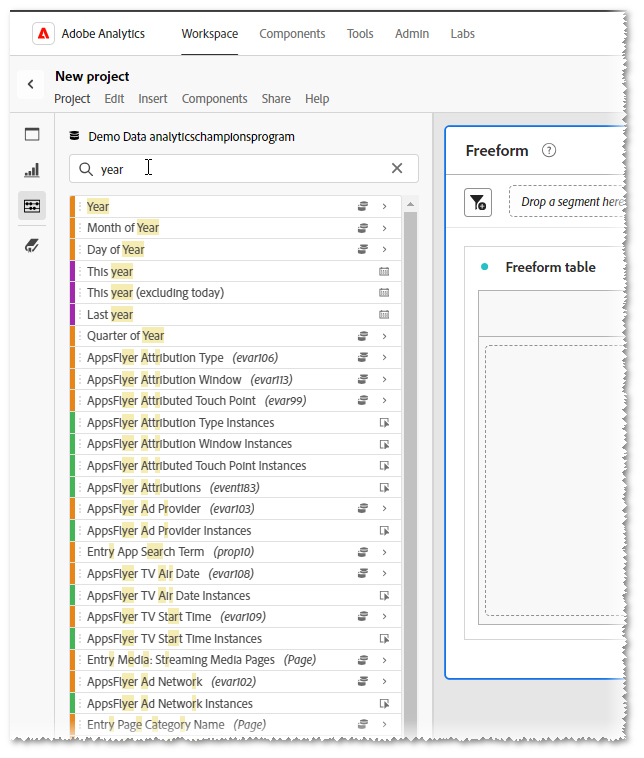 Adobe Analytics Workspace Components Tools Admin Labs
New project
Project Edit Insert Components Share Help
Demo Data analyticschampionsprogram
year
Year
Month of Year
Day of Year
This year
This year (excluding today)
Last year
Quarter of Year
AppsFlyer Attribution Type (evar106)
AppsFlyer Attribution Window (evar113)
AppsFlyer Attributed Touch Point (evar99)
AppsFlyer Attribution Type Instances
AppsFlyer Attribution Window Instances
AppsFlyer Attributed Touch Point Instances
AppsFlyer Attributions (event183)
AppsFlyer Ad Provider (evar103)
AppsFlyer Ad Provider Instances
Entry App Search Term (prop10)
AppsFlyer TV Air Date (evar108)
AppsFlyer TV Air Date Instances
AppsFlyer TV Start Time (evar109)
AppsFlyer TV Start Time Instances
Entry Media: Streaming Media Pages (Page)
AppsFlyer Ad Network (evar102)
AppsFlyer Ad Network Instances
Entry Page Category Name (Page)
Freeform ?
Drop a segment here
Freeform table